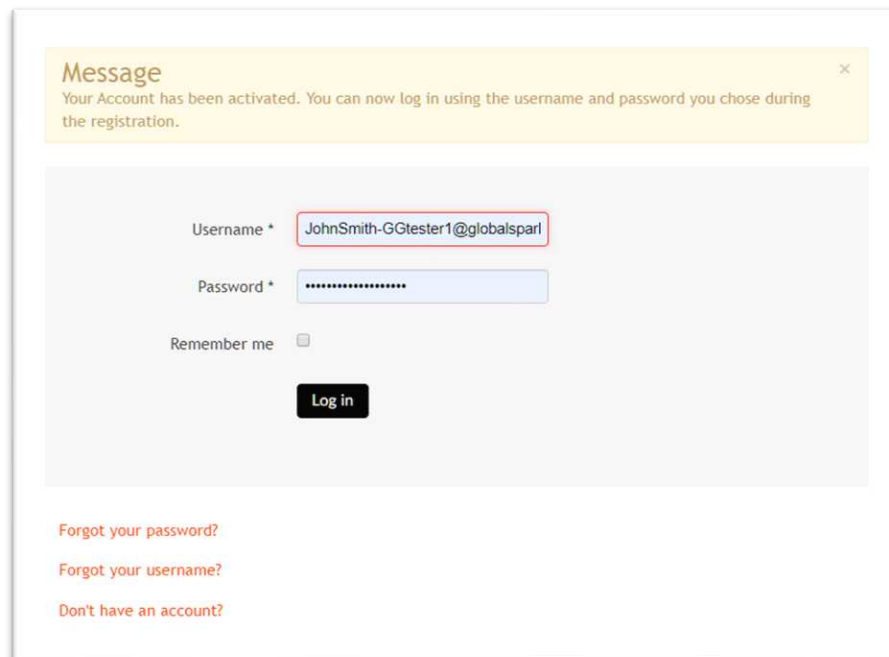 Message
×
Your Account has been activated. You can now log in using the username and password you chose during
the registration.
Username *
JohnSmith-GGtester1@globalsparl
Password *
•••••••••••••••••••
Remember me
Log in
Forgot your password?
Forgot your username?
Don't have an account?